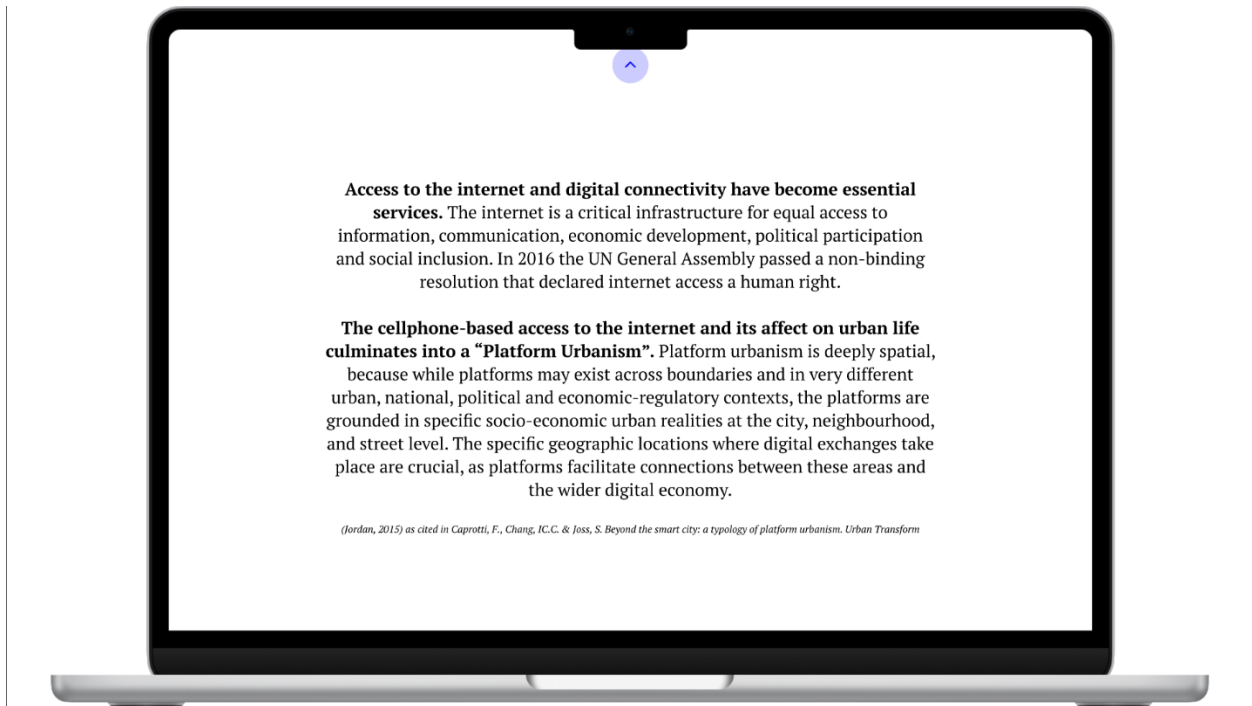 Access to the internet and digital connectivity have become essential
services. The internet is a critical infrastructure for equal access to
information, communication, economic development, political participation
and social inclusion. In 2016 the UN General Assembly passed a non-binding
resolution that declared internet access a human right.
The cellphone-based access to the internet and its affect on urban life
culminates into a “Platform Urbanism”. Platform urbanism is deeply spatial,
because while platforms may exist across boundaries and in very different
urban, national, political and economic-regulatory contexts, the platforms are
grounded in specific socio-economic urban realities at the city, neighbourhood,
and street level. The specific geographic locations where digital exchanges take
place are crucial, as platforms facilitate connections between these areas and
the wider digital economy.
(Jordan, 2015) as cited in Caprotti, F., Chang, IC.C. & Joss, S. Beyond the smart city: a typology of platform urbanism. Urban Transform